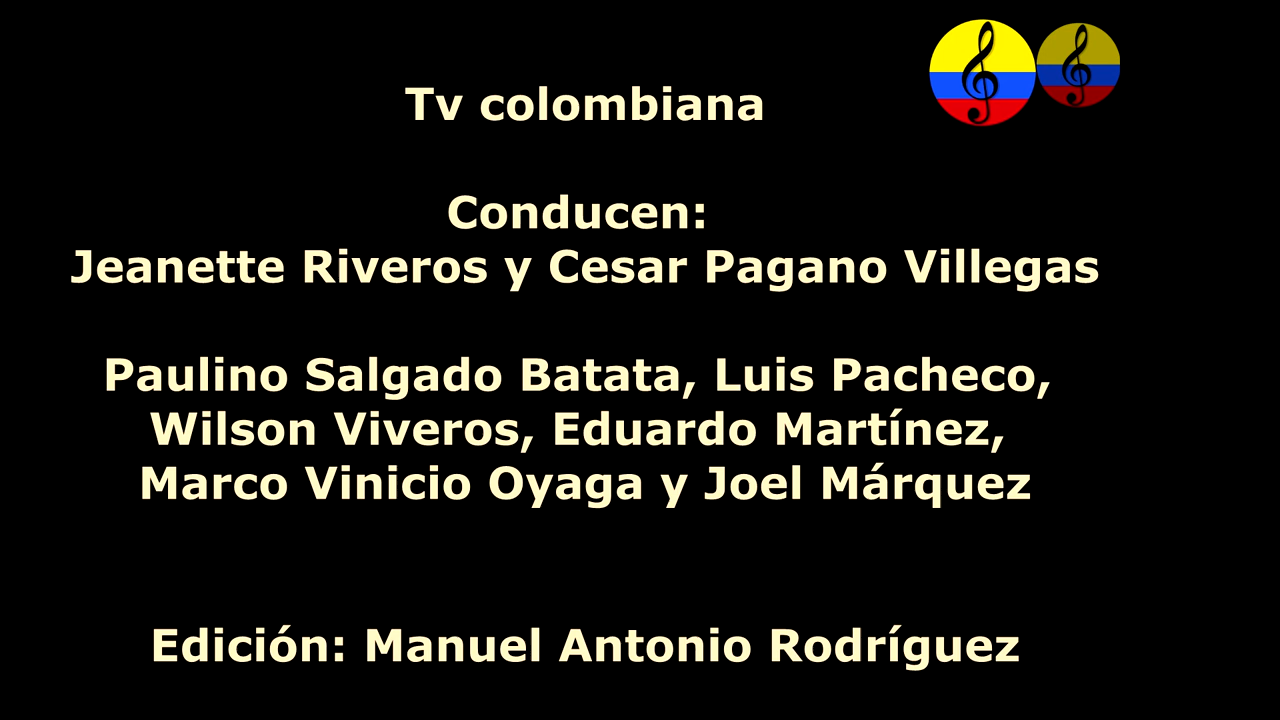 Tv colombiana
Conducen:
Jeanette Riveros y Cesar Pagano Villegas
Paulino Salgado Batata, Luis Pacheco,
Wilson Viveros, Eduardo Martínez,
Marco Vinicio Oyaga y Joel Márquez
Edición: Manuel Antonio Rodríguez